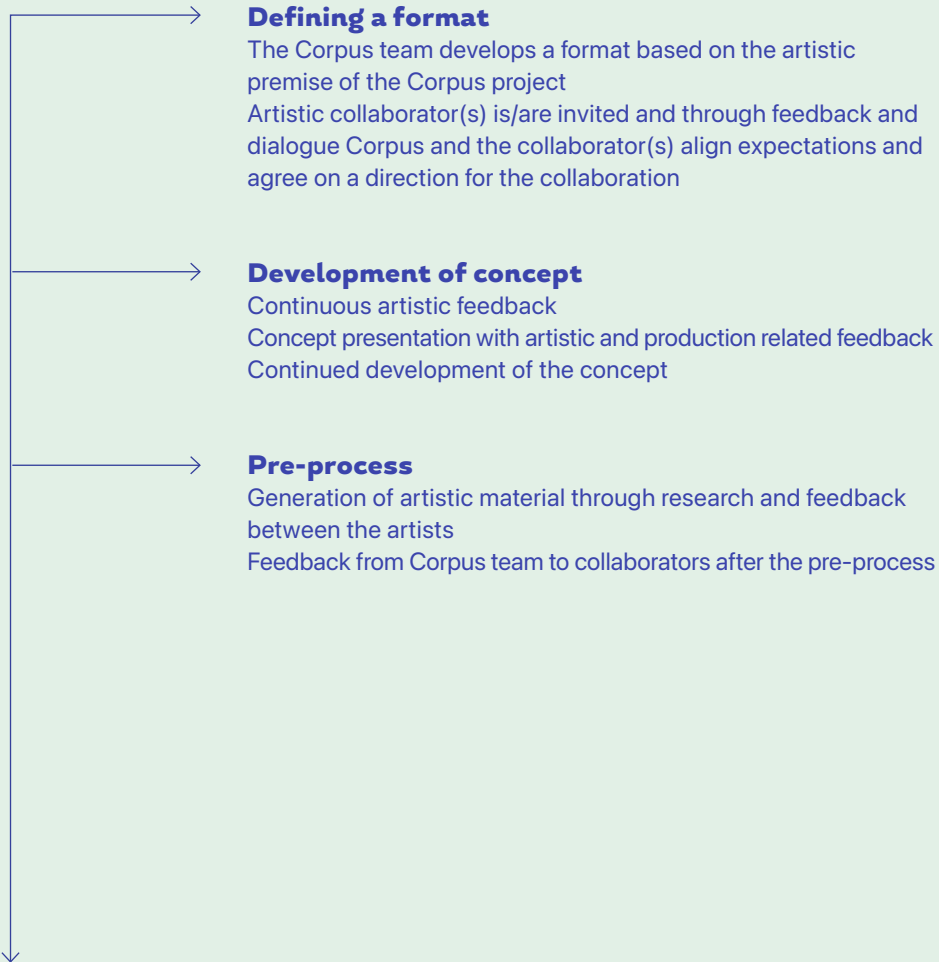 Defining a format
The Corpus team develops a format based on the artistic
premise of the Corpus project
Artistic collaborator(s) is/are invited and through feedback and
dialogue Corpus and the collaborator(s) align expectations and
agree on a direction for the collaboration
Development of concept
Continuous artistic feedback
Concept presentation with artistic and production related feedback
Continued development of the concept
Pre-process
Generation of artistic material through research and feedback
between the artists
Feedback from Corpus team to collaborators after the pre-process